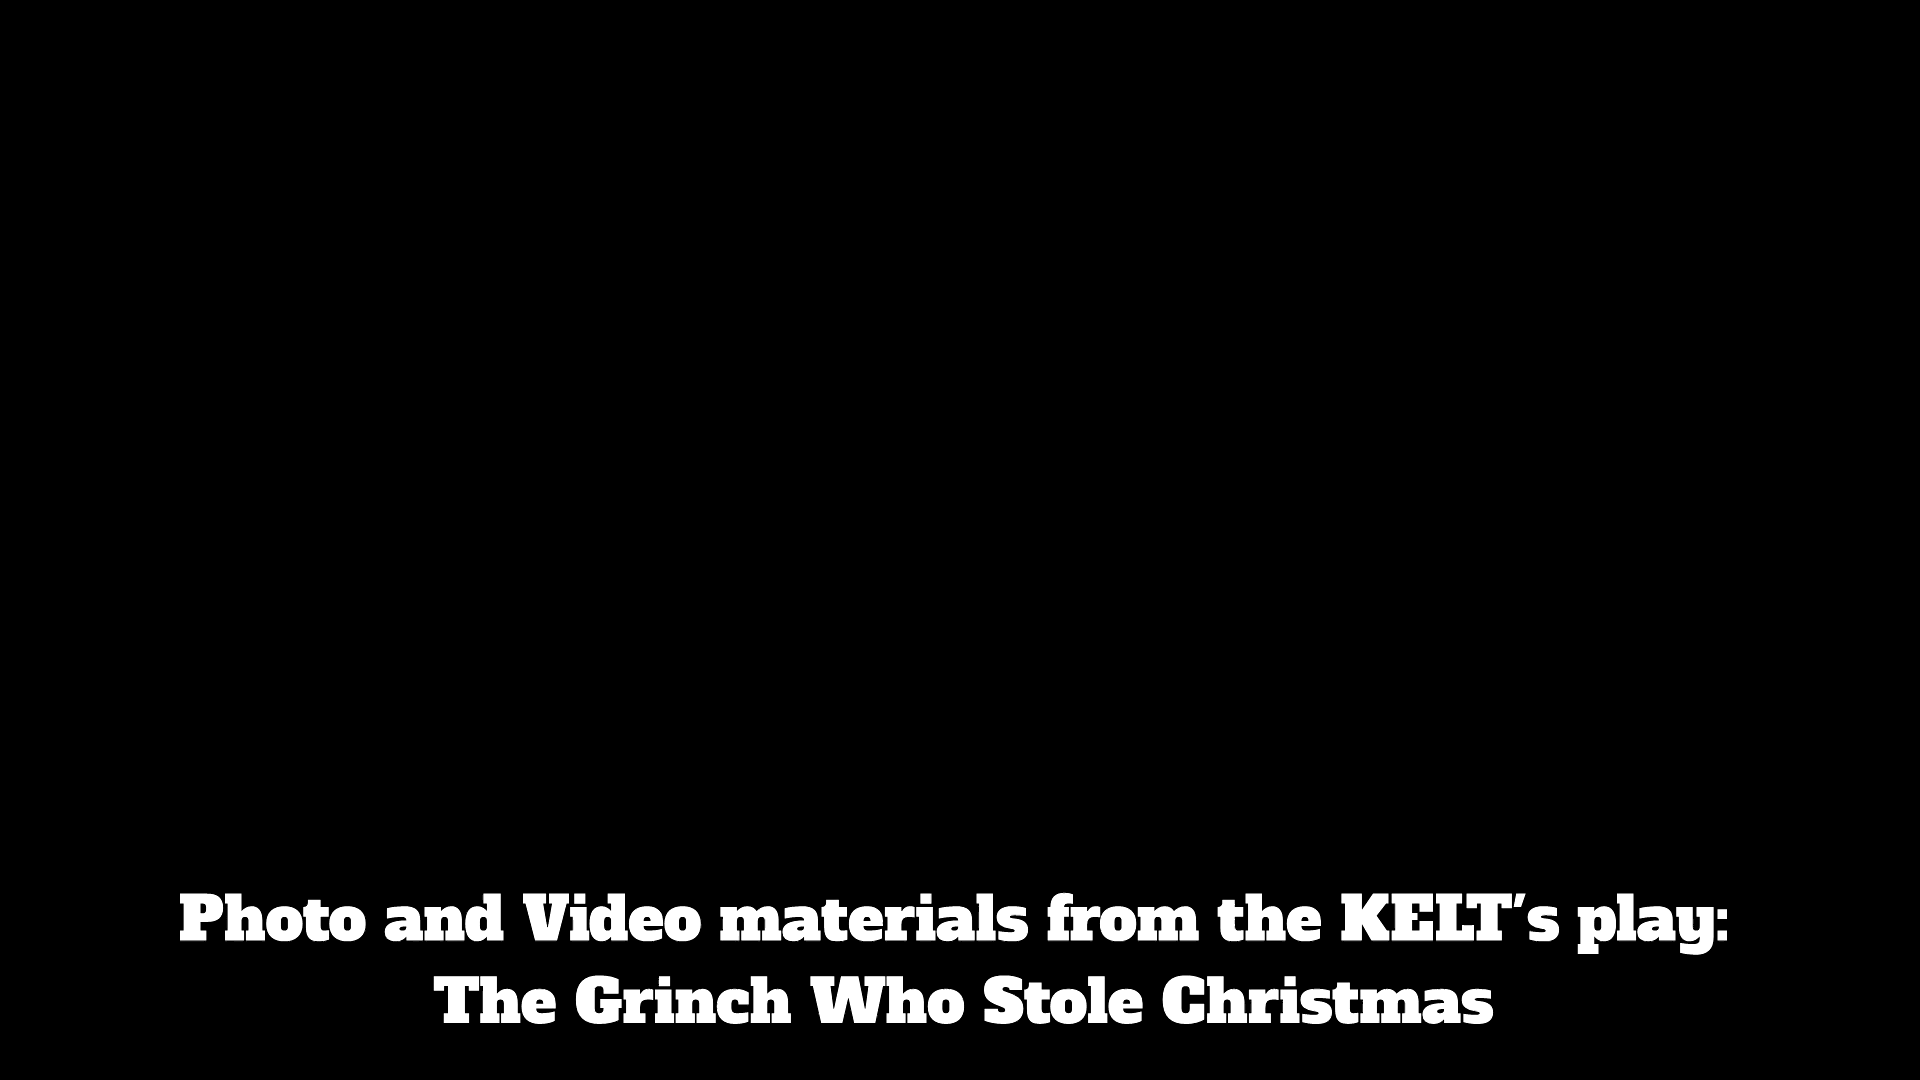 Photo and Video materials from the KELT's play:
The Grinch Who Stole Christmas